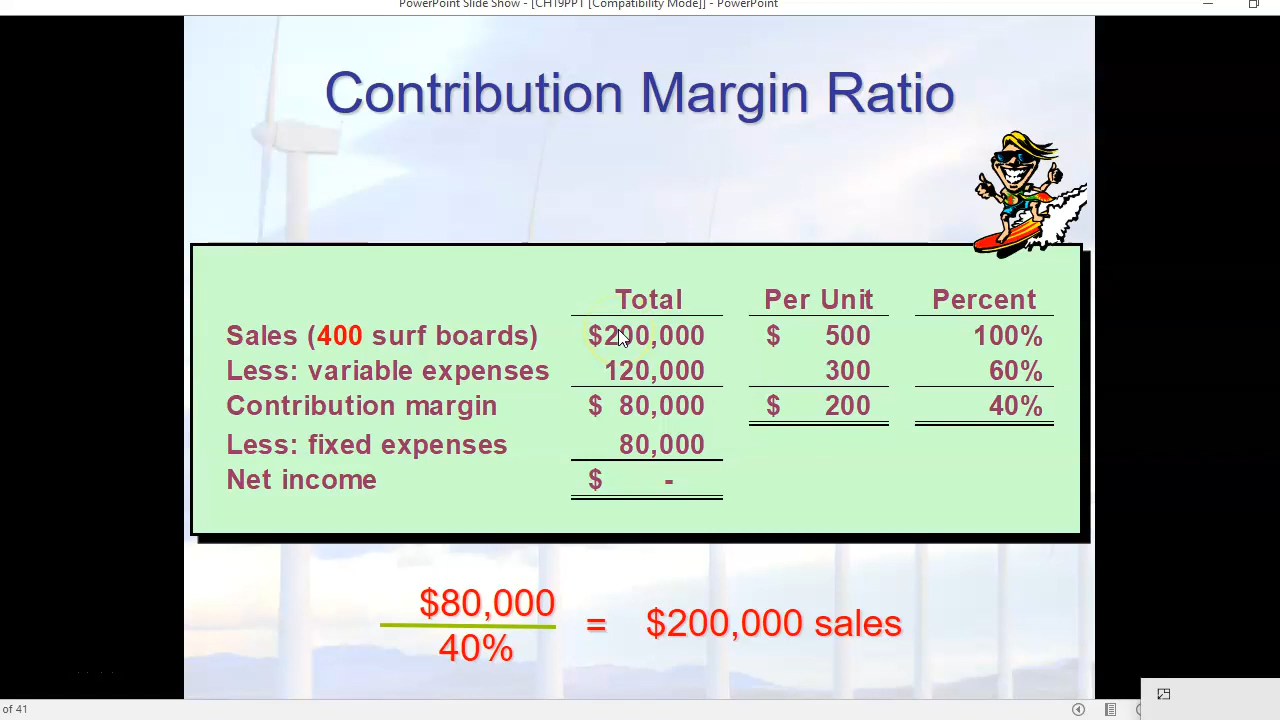 PowerPoint Slide Show - [CH19PPT [Compatibility Mode]] - PowerPoint
Contribution Margin Ratio
Total Per Unit Percent
Sales (400 surf boards) $200,000 $ 500 100%
Less: variable expenses 120,000 300 60%
Contribution margin $ 80,000 $ 200 40%
Less: fixed expenses 80,000
Net income $ -
$80,000
40%
= $200,000 sales
of 41